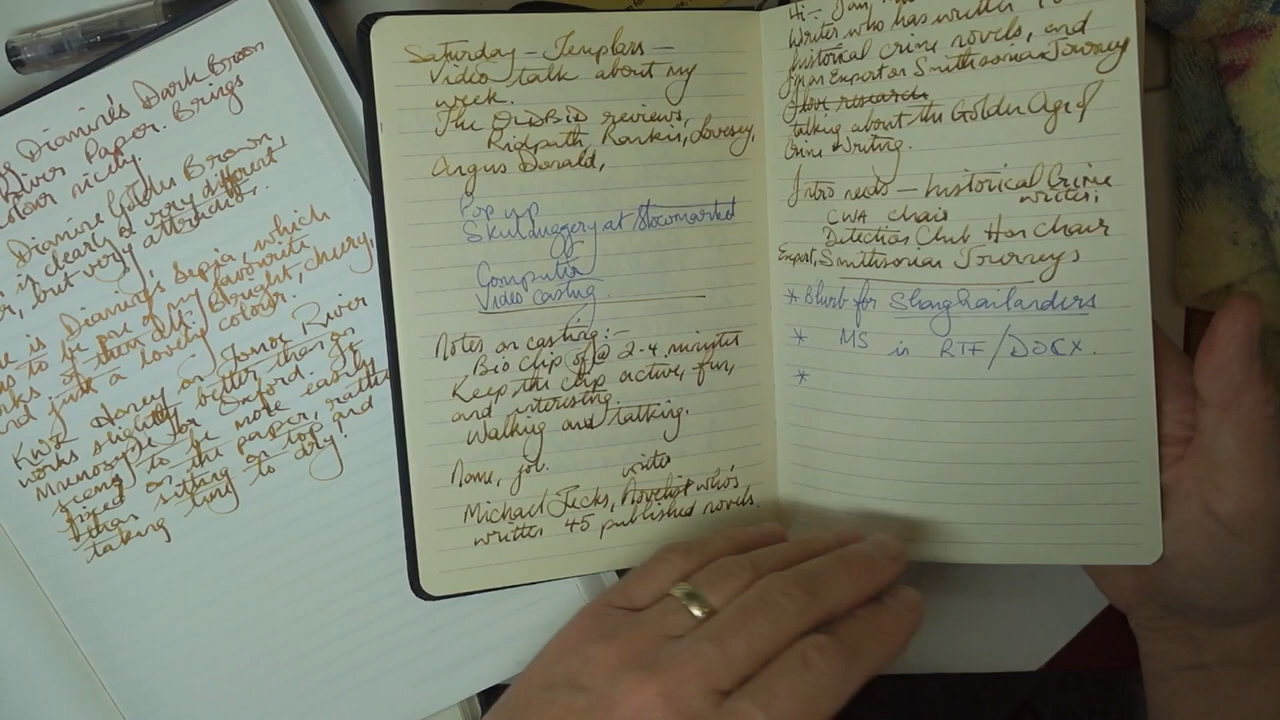 Diamine's Dark Brown
River Paper. Brings
colour nicely.
Diamine Golden Brown
is clearly a very different
but very attractive.
is Diamine's Sepia, which
to be one of my favourite
of them all. Bright, cheery,
and just a lovely colour.
KWZ Honey on Tomoe River
works slightly better than on
Mnemosyne or Oxford. It
seems to be more easily
fixed on the paper, rather
than sitting on top and
taking time to dry!
Saturday - Templars -
Video talk about my
week.
The reviews,
Ridpath, Rankin, Lovesey,
Angus Donald,
Pop up
Skulduggery at Stowmarket
Computer
Video casting.
Notes on casting:-
Bio clip of @ 2-4 minutes
Keep the clip active, fun,
and interesting.
Walking and talking.
Name, job.
writer
Michael Jecks, Novelist who's
written 45 published novels.
Hi -
Writer who has written
historical crime novels, and
I'm an Expert on Smithsonian Journeys
I love research
talking about the Golden Age of
Crime Writing.
Intro needs - historical Crime
writer,
CWA chair
Detection Club Hon Chair
Expert, Smithsonian Journeys
* Blurb for Shanghailanders
* MS in RTF/DOCX.
*